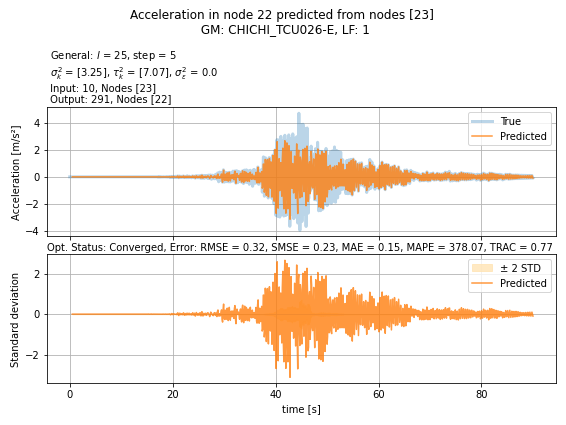 Acceleration in node 22 predicted from nodes [23]
GM: CHICHI_TCU026-E, LF: 1
General: l = 25, step = 5
σ²ₖ = [3.25], τ²ₖ = [7.07], σ²_ε = 0.0
Input: 10, Nodes [23]
Output: 291, Nodes [22]
Acceleration [m/s²]
4
2
0
−2
−4
True
Predicted
Opt. Status: Converged, Error: RMSE = 0.32, SMSE = 0.23, MAE = 0.15, MAPE = 378.07, TRAC = 0.77
Standard deviation
2
0
−2
± 2 STD
Predicted
0 20 40 60 80
time [s]